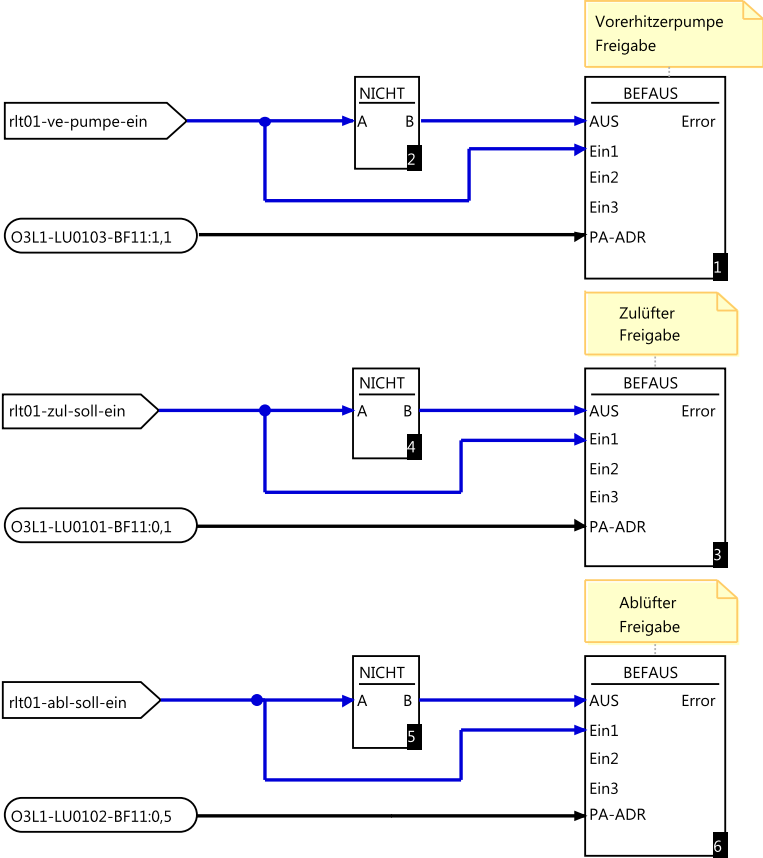 Vorerhitzerpumpe
Freigabe
NICHT
BEFAUS
rlt01-ve-pumpe-ein
A
B
AUS
Error
2
Ein1
Ein2
Ein3
O3L1-LU0103-BF11:1,1
PA-ADR
1
Zulüfter
Freigabe
NICHT
BEFAUS
rlt01-zul-soll-ein
A
B
AUS
Error
4
Ein1
Ein2
Ein3
O3L1-LU0101-BF11:0,1
PA-ADR
3
Ablüfter
Freigabe
NICHT
BEFAUS
rlt01-abl-soll-ein
A
B
AUS
Error
5
Ein1
Ein2
Ein3
O3L1-LU0102-BF11:0,5
PA-ADR
6